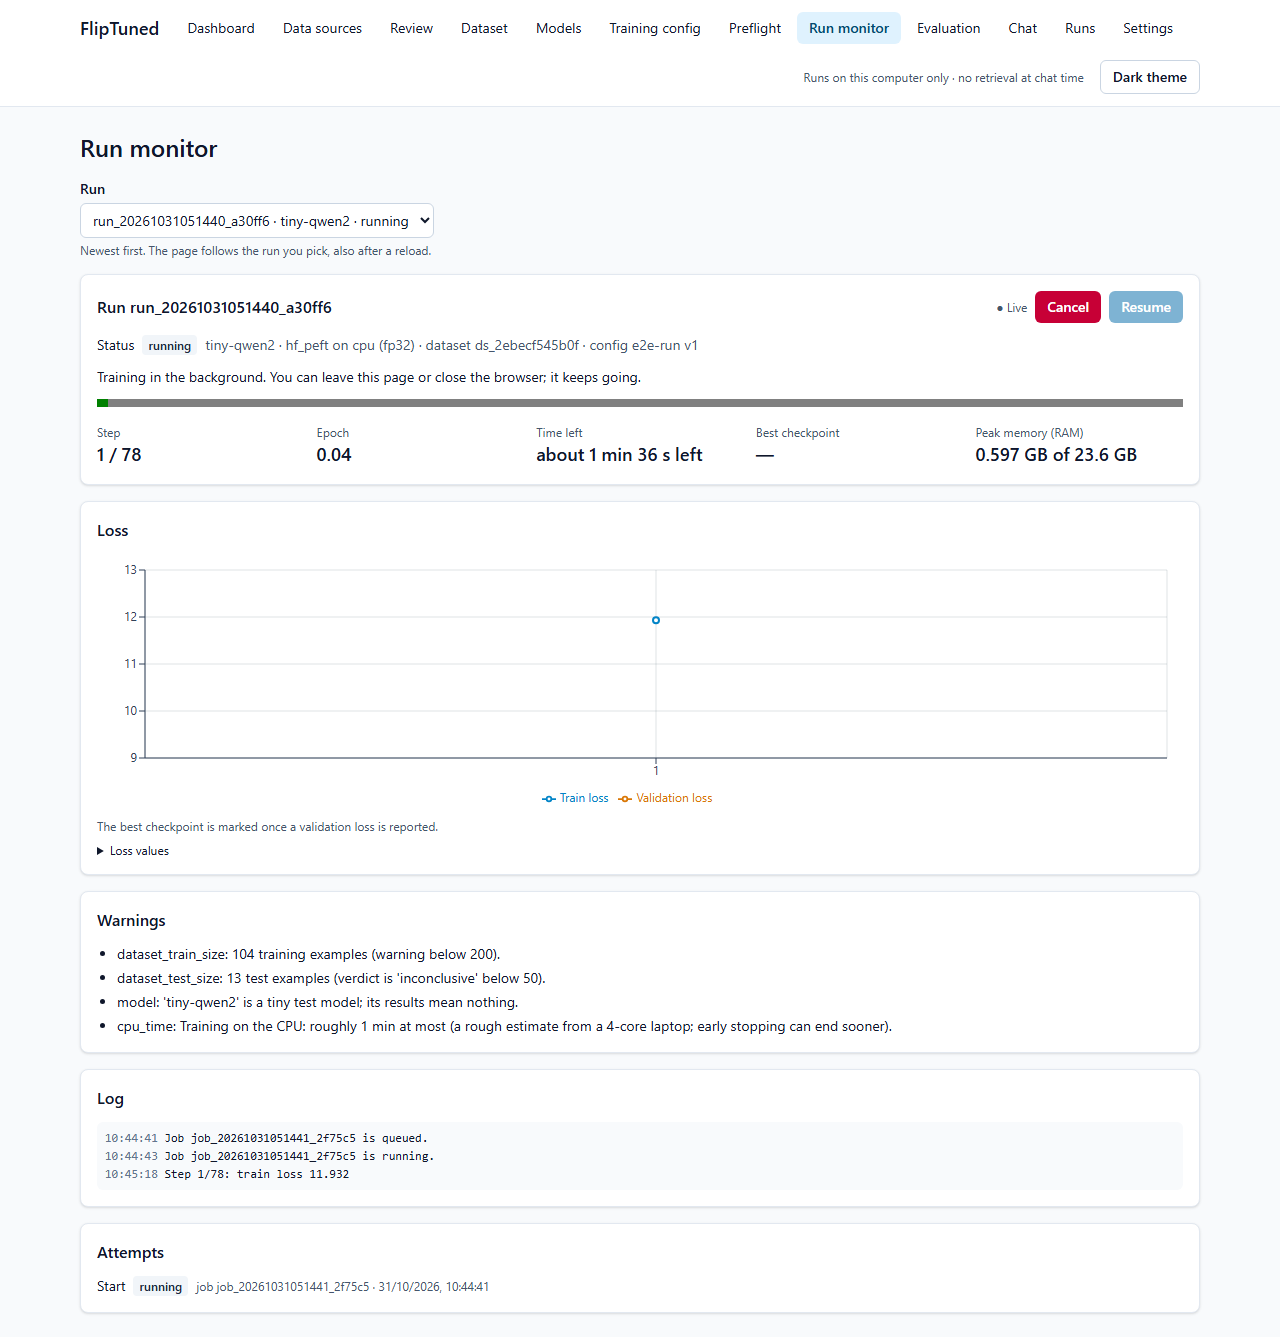 FlipTuned Dashboard Data sources Review Dataset Models Training config Preflight Run monitor Evaluation Chat Runs Settings
Runs on this computer only · no retrieval at chat time Dark theme
Run monitor
Run
run_20261031051440_a30ff6 · tiny-qwen2 · running
Newest first. The page follows the run you pick, also after a reload.
Run run_20261031051440_a30ff6 ● Live Cancel Resume
Status running tiny-qwen2 · hf_peft on cpu (fp32) · dataset ds_2ebecf545b0f · config e2e-run v1
Training in the background. You can leave this page or close the browser; it keeps going.
Step Epoch Time left Best checkpoint Peak memory (RAM)
1 / 78 0.04 about 1 min 36 s left — 0.597 GB of 23.6 GB
Loss
13
12
11
10
9
1
Train loss Validation loss
The best checkpoint is marked once a validation loss is reported.
Loss values
Warnings
dataset_train_size: 104 training examples (warning below 200).
dataset_test_size: 13 test examples (verdict is 'inconclusive' below 50).
model: 'tiny-qwen2' is a tiny test model; its results mean nothing.
cpu_time: Training on the CPU: roughly 1 min at most (a rough estimate from a 4-core laptop; early stopping can end sooner).
Log
10:44:41 Job job_20261031051441_2f75c5 is queued.
10:44:43 Job job_20261031051441_2f75c5 is running.
10:45:18 Step 1/78: train loss 11.932
Attempts
Start running job job_20261031051441_2f75c5 · 31/10/2026, 10:44:41